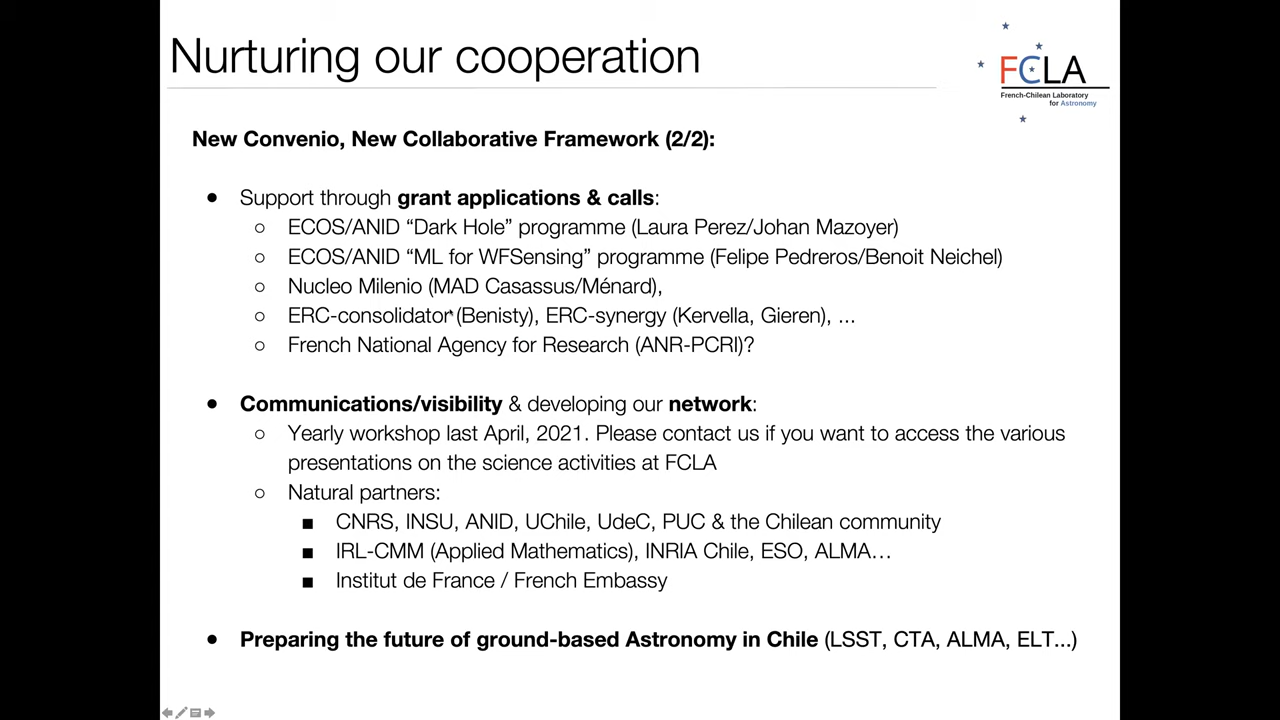 Nurturing our cooperation
FCLA
French-Chilean Laboratory
for Astronomy
New Convenio, New Collaborative Framework (2/2):
● Support through grant applications & calls:
○ ECOS/ANID “Dark Hole” programme (Laura Perez/Johan Mazoyer)
○ ECOS/ANID “ML for WFSensing” programme (Felipe Pedreros/Benoit Neichel)
○ Nucleo Milenio (MAD Casassus/Ménard),
○ ERC-consolidator (Benisty), ERC-synergy (Kervella, Gieren), ...
○ French National Agency for Research (ANR-PCRI)?
● Communications/visibility & developing our network:
○ Yearly workshop last April, 2021. Please contact us if you want to access the various
presentations on the science activities at FCLA
○ Natural partners:
■ CNRS, INSU, ANID, UChile, UdeC, PUC & the Chilean community
■ IRL-CMM (Applied Mathematics), INRIA Chile, ESO, ALMA…
■ Institut de France / French Embassy
● Preparing the future of ground-based Astronomy in Chile (LSST, CTA, ALMA, ELT...)